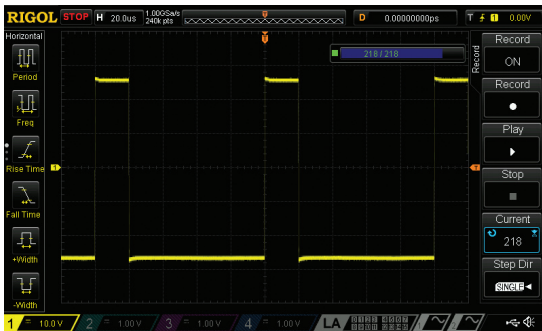 RIGOL STOP H 20.0us 1.00GSa/s 240k pts D 0.00000000ps T 1 0.00V
Horizontal
Period
Freq
Rise Time
Fall Time
+Width
-Width
218 / 218
Record
Record
ON
Record
Play
Stop
Current
218
Step Dir
SINGLE
1 = 10.0 V 2 = 1.00 V 3 = 1.00 V 4 = 1.00 V LA